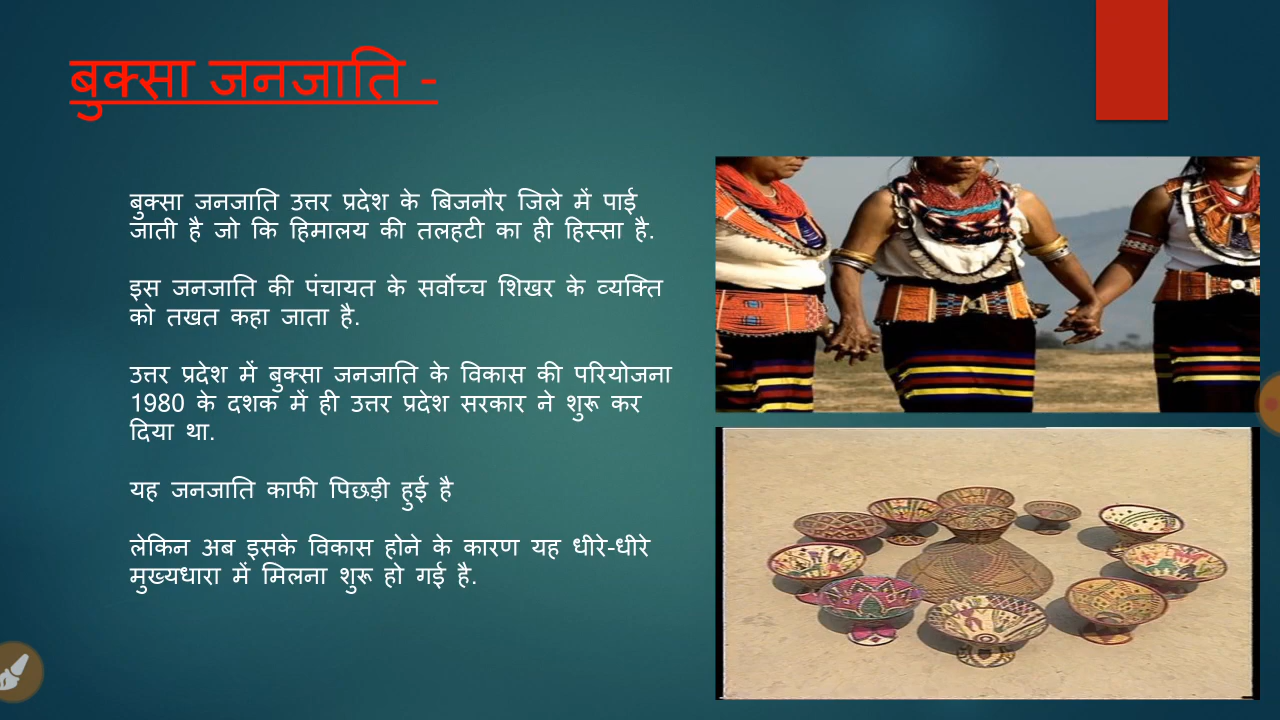 बुक्सा जनजाति -
बुक्सा जनजाति उत्तर प्रदेश के बिजनौर जिले में पाई
जाती है जो कि हिमालय की तलहटी का ही हिस्सा है.
इस जनजाति की पंचायत के सर्वोच्च शिखर के व्यक्ति
को तखत कहा जाता है.
उत्तर प्रदेश में बुक्सा जनजाति के विकास की परियोजना
1980 के दशक में ही उत्तर प्रदेश सरकार ने शुरू कर
दिया था.
यह जनजाति काफी पिछड़ी हुई है
लेकिन अब इसके विकास होने के कारण यह धीरे-धीरे
मुख्यधारा में मिलना शुरू हो गई है.